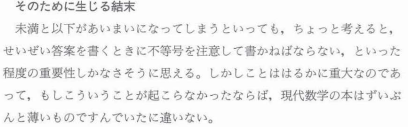 そのために生じる結末
未満と以下があいまいになってしまうといっても，ちょっと考えると，
せいぜい答案を書くときに不等号を注意して書かねばならない，といった
程度の重要性しかなさそうに思える。しかしことははるかに重大なのであ
って，もしこういうことが起こらなかったならば，現代数学の本はずいぶ
んと薄いものですんでいたに違いない。